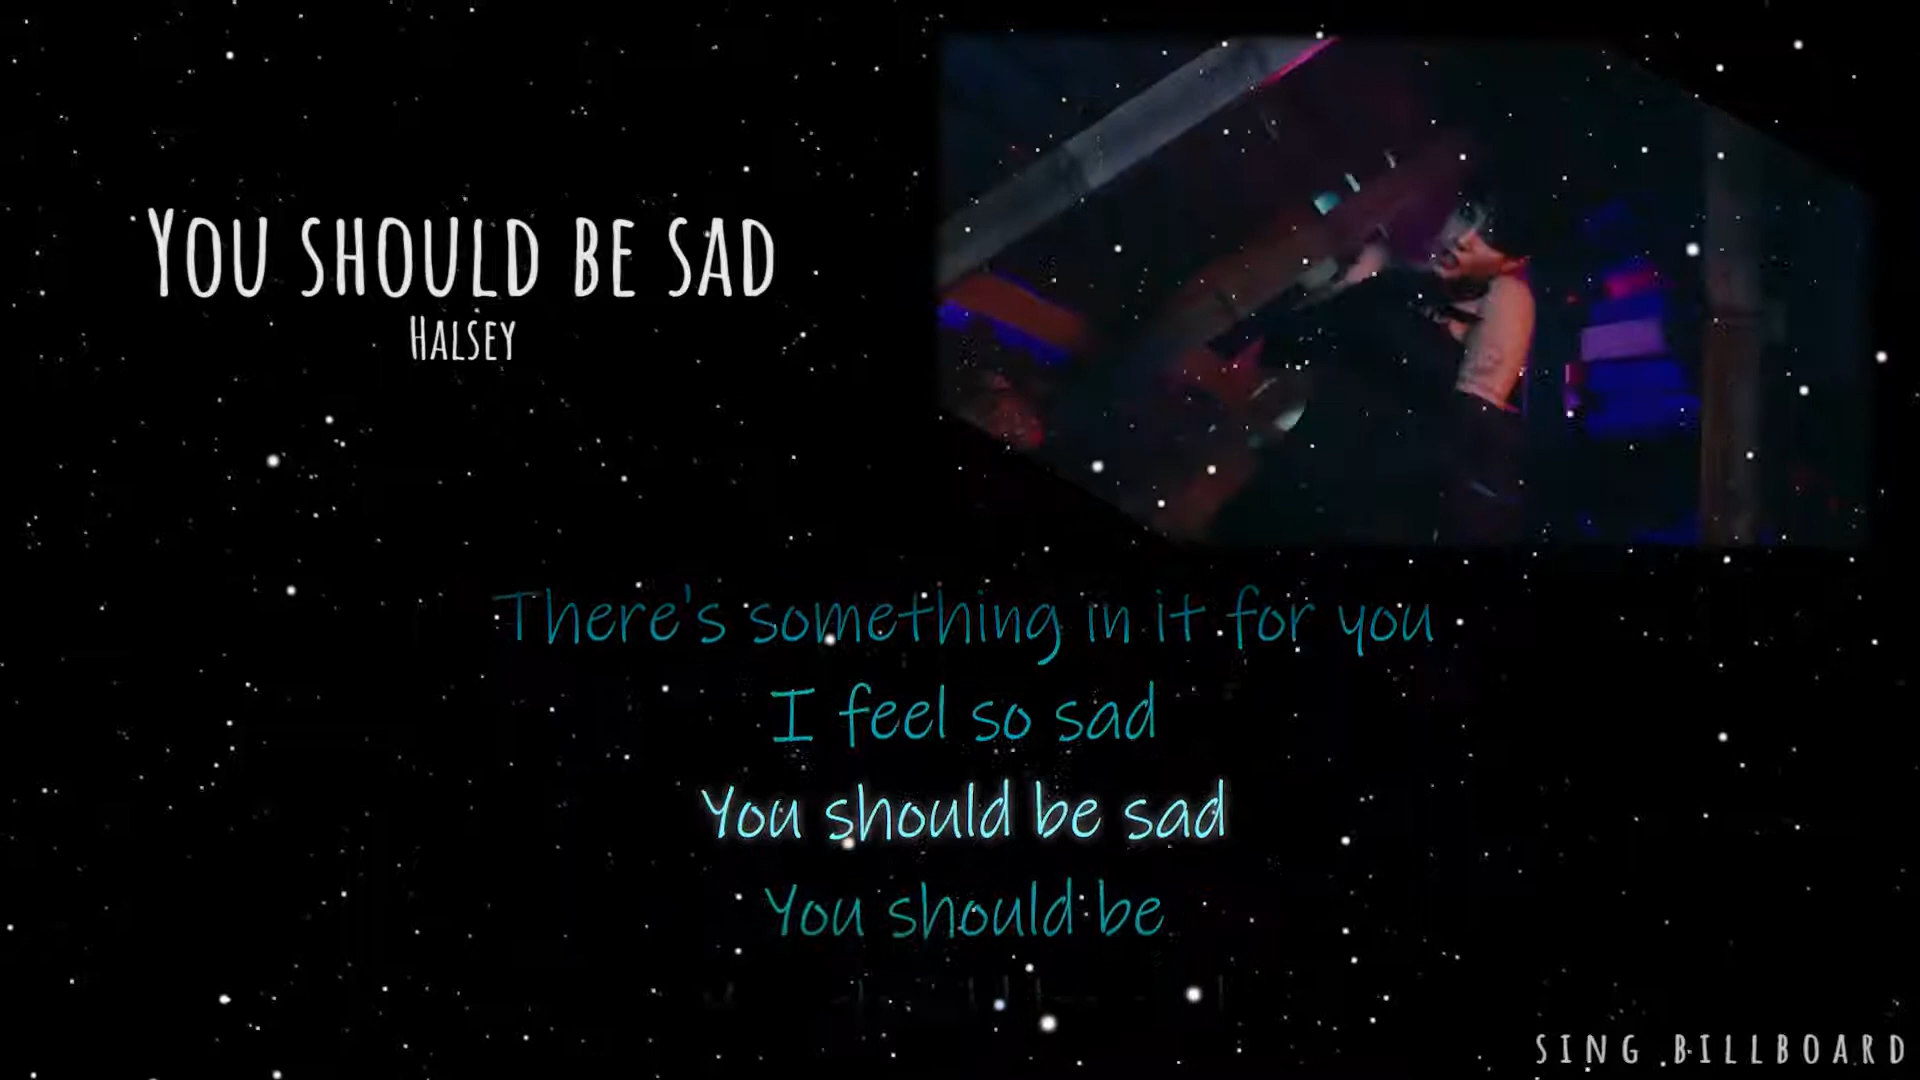 You should be sad
Halsey
There's something in it for you
I feel so sad
You should be sad
You should be
SING BILLBOARD